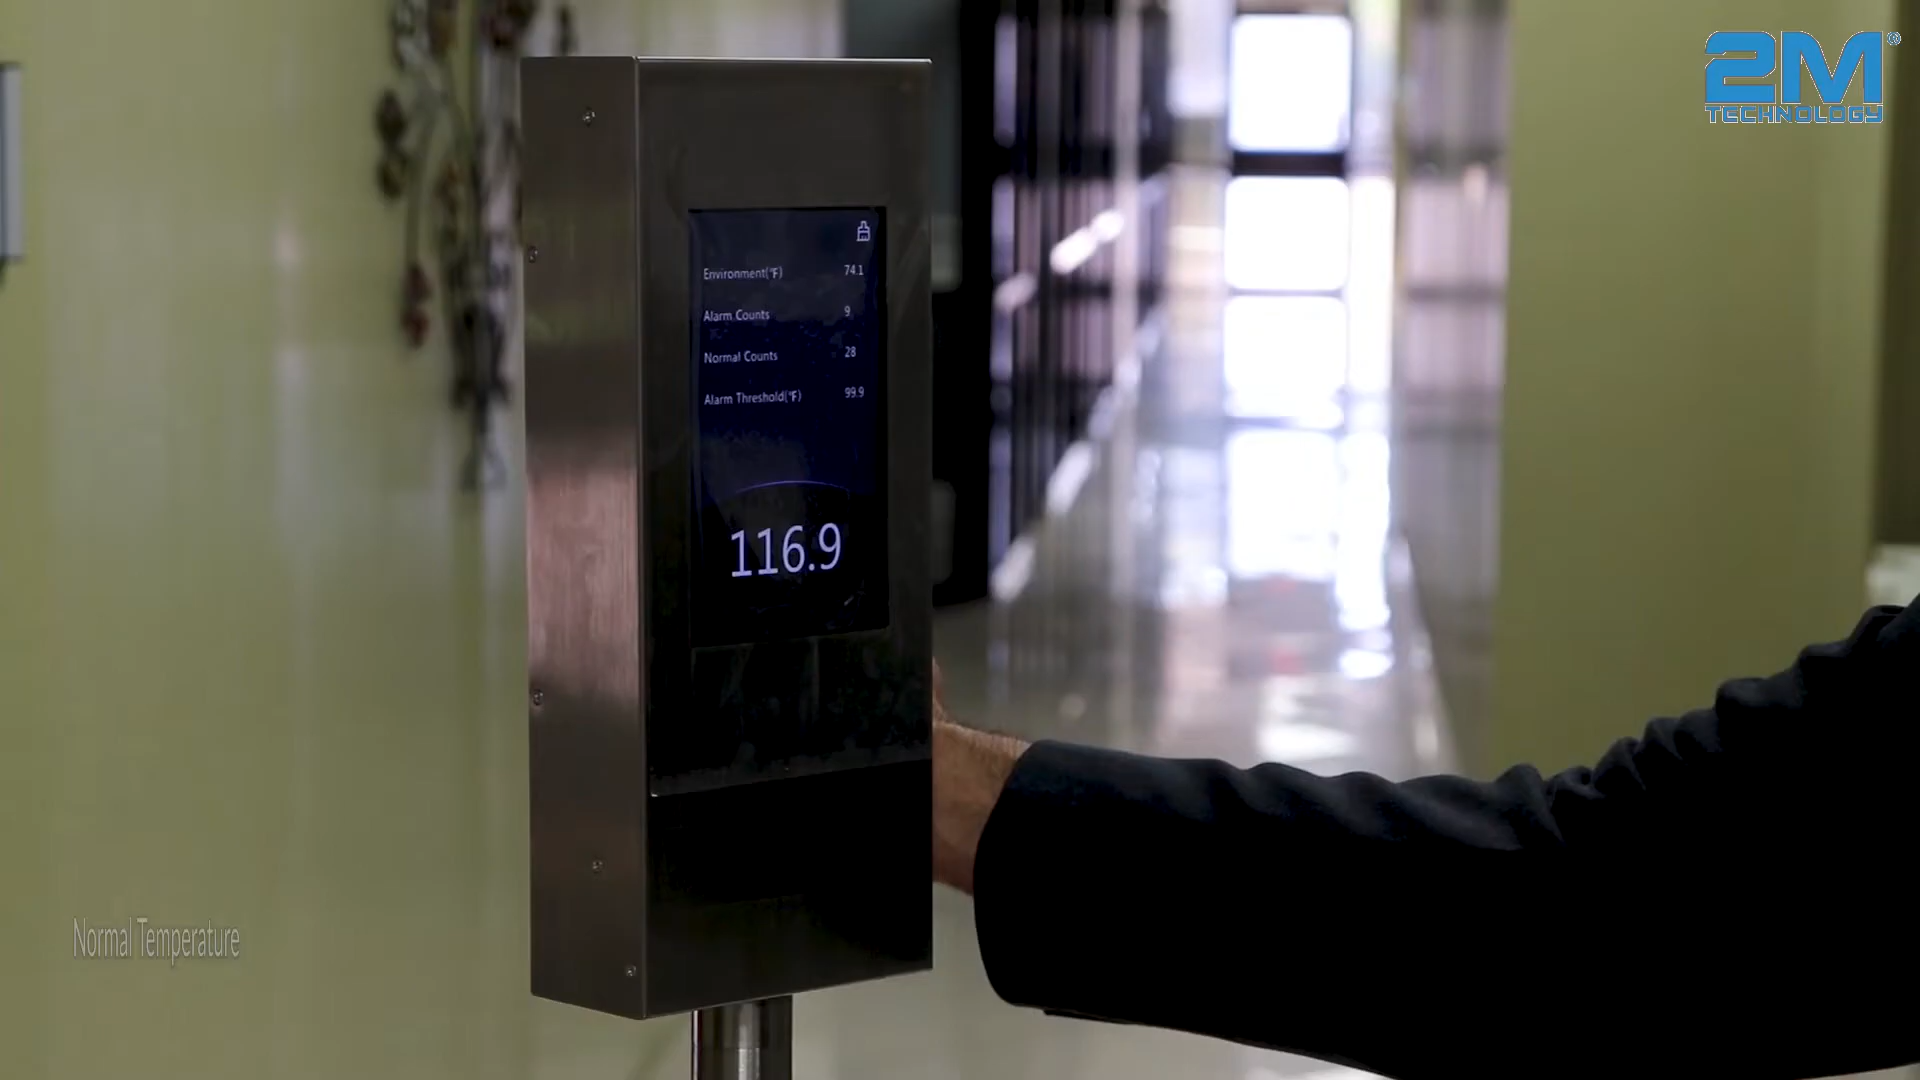 2M®
TECHNOLOGY
Environment(°F) 74.1
Alarm Counts 9
Normal Counts 28
Alarm Threshold(°F) 99.9
116.9
Normal Temperature